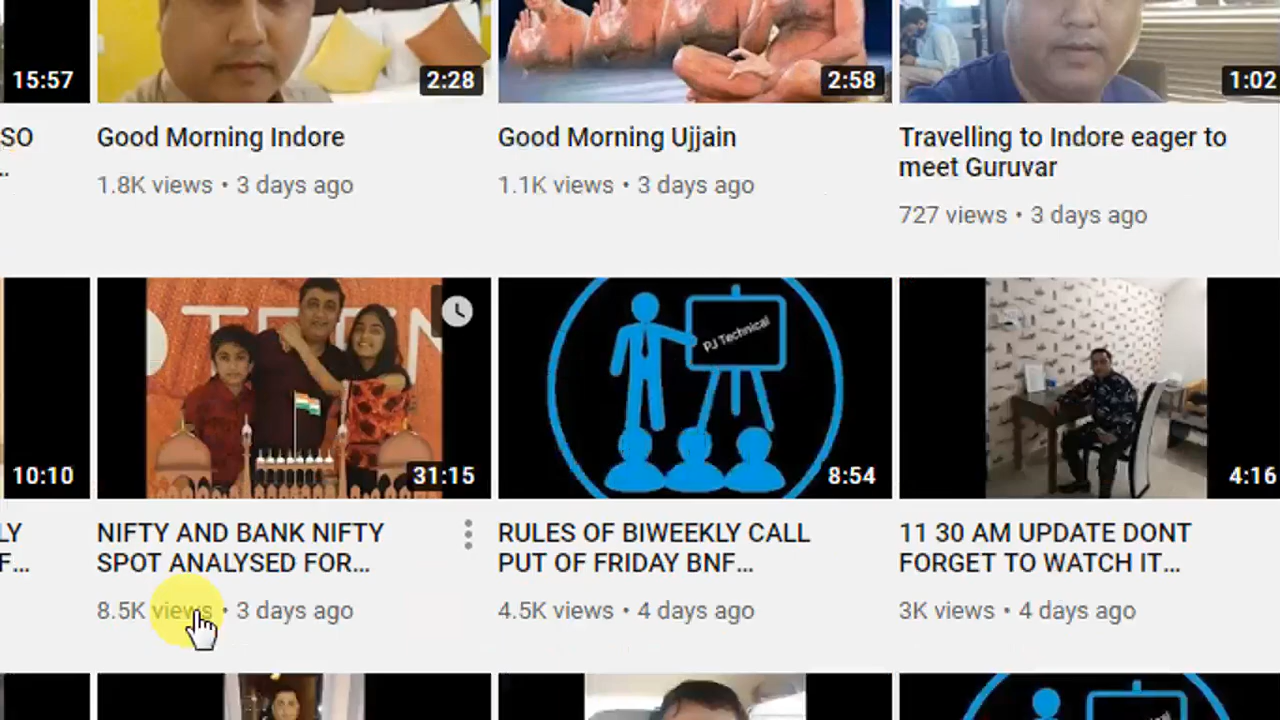 15:57
2:28
2:58
1:02
SO
Good Morning Indore
Good Morning Ujjain
Travelling to Indore eager to
meet Guruvar
...
1.8K views • 3 days ago
1.1K views • 3 days ago
727 views • 3 days ago
TEEN
PJ Technical
10:10
31:15
8:54
4:16
LY
F...
NIFTY AND BANK NIFTY
SPOT ANALYSED FOR...
RULES OF BIWEEKLY CALL
PUT OF FRIDAY BNF...
11 30 AM UPDATE DONT
FORGET TO WATCH IT...
8.5K views • 3 days ago
4.5K views • 4 days ago
3K views • 4 days ago